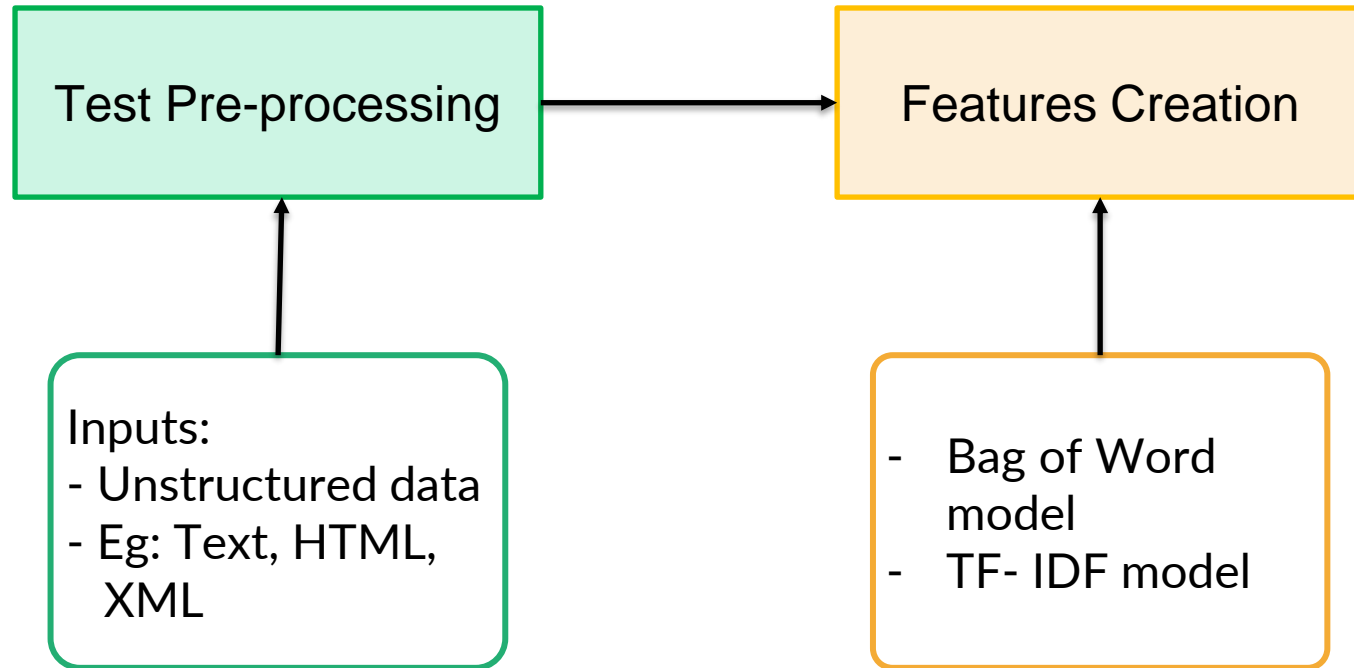 Test Pre-processing
Features Creation
Inputs:
- Unstructured data
- Eg: Text, HTML,
XML
- Bag of Word
model
- TF- IDF model